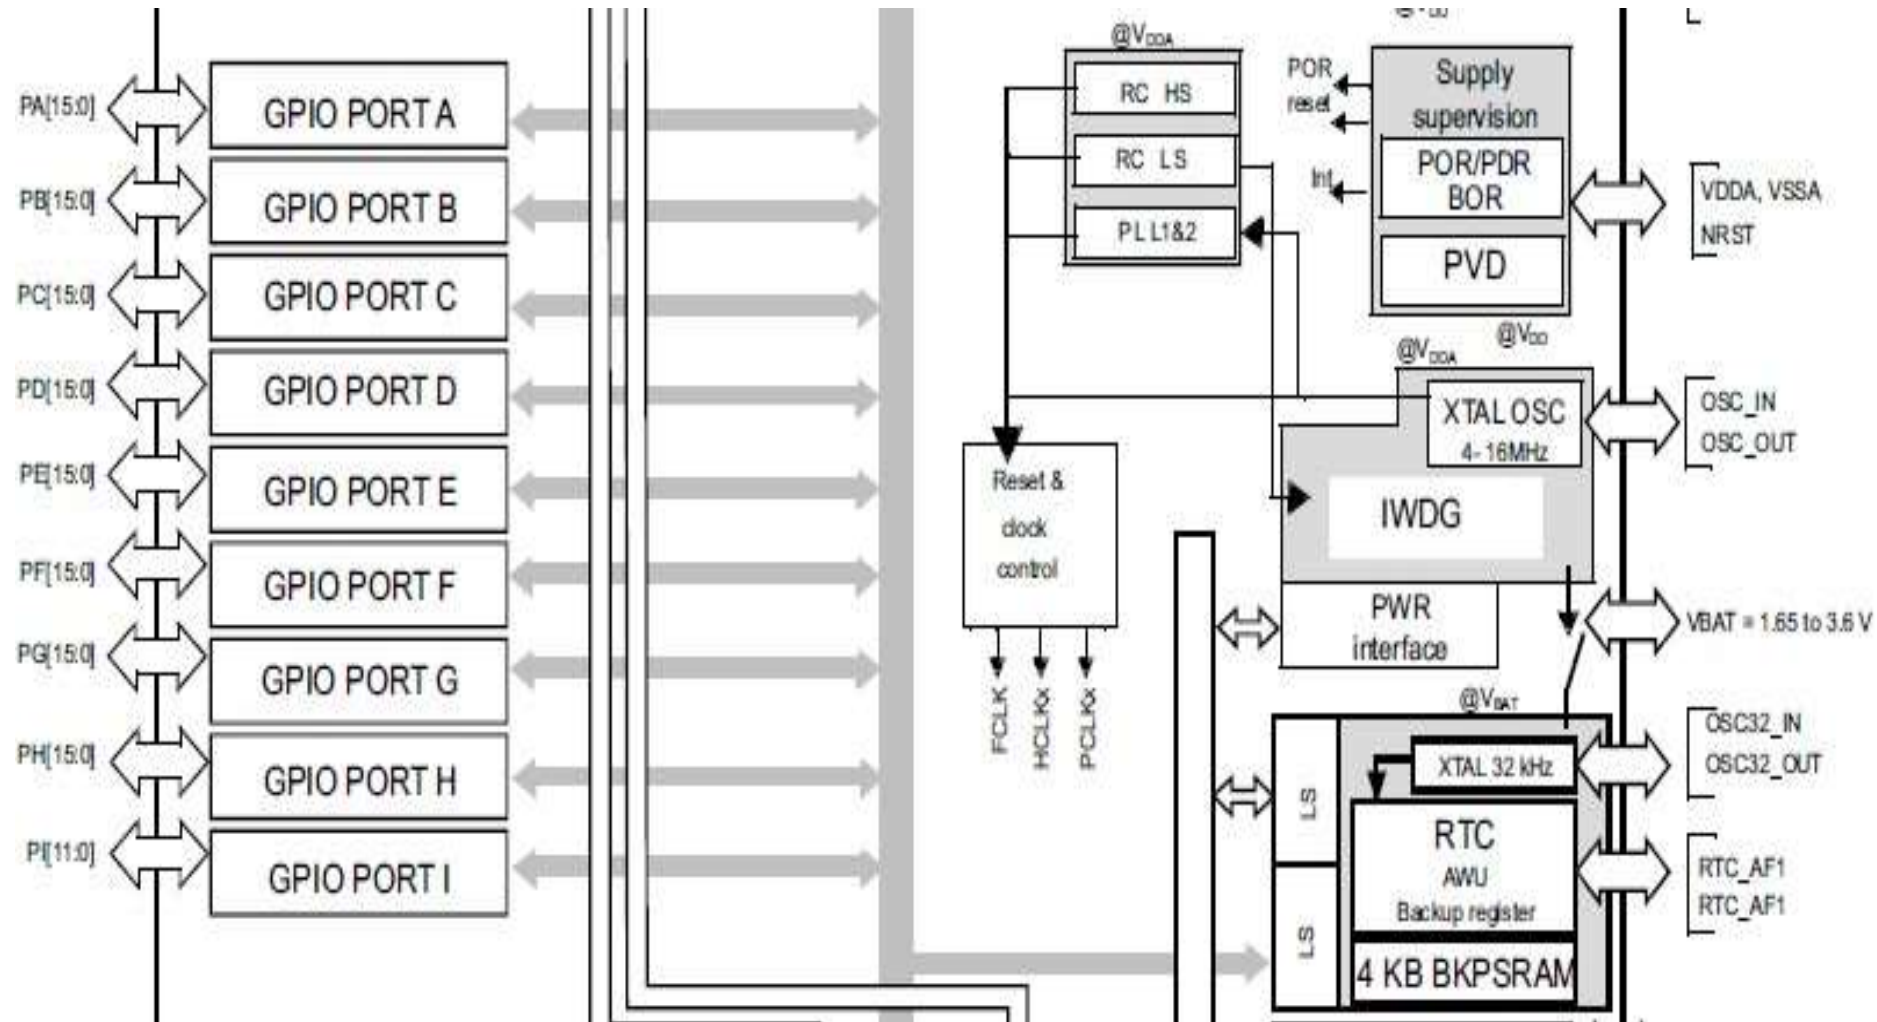 PA[15:0]
GPIO PORT A
PB[15:0]
GPIO PORT B
PC[15:0]
GPIO PORT C
PD[15:0]
GPIO PORT D
PE[15:0]
GPIO PORT E
PF[15:0]
GPIO PORT F
PG[15:0]
GPIO PORT G
PH[15:0]
GPIO PORT H
PI[11:0]
GPIO PORT I
@VDDA
RC HS
RC LS
PLL1&2
POR
reset
Int
Supply
supervision
POR/PDR
BOR
PVD
@VDD
VDDA, VSSA
NRST
@VDDA
XTAL OSC
4- 16MHz
IWDG
OSC_IN
OSC_OUT
Reset &
clock
control
FCLK
HCLKx
PCLKx
PWR
interface
VBAT = 1.65 to 3.6 V
@VBAT
LS
LS
XTAL 32 kHz
RTC
AWU
Backup register
4 KB BKPSRAM
OSC32_IN
OSC32_OUT
RTC_AF1
RTC_AF1